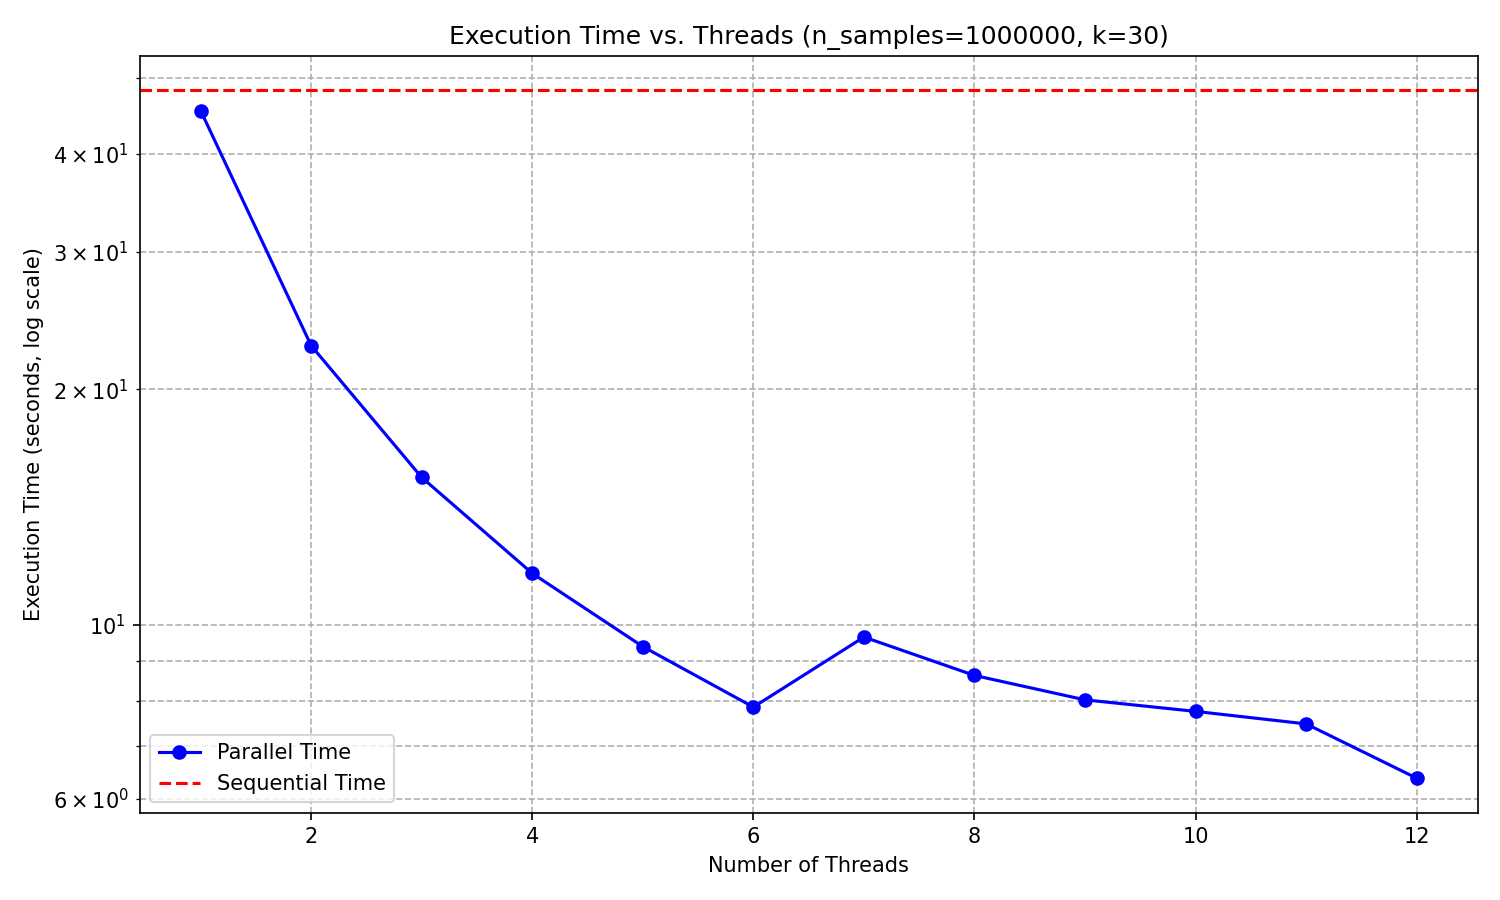 Execution Time vs. Threads (n_samples=1000000, k=30)
Execution Time (seconds, log scale)
4 × 10¹
3 × 10¹
2 × 10¹
10¹
6 × 10⁰
Parallel Time
Sequential Time
2 4 6 8 10 12
Number of Threads